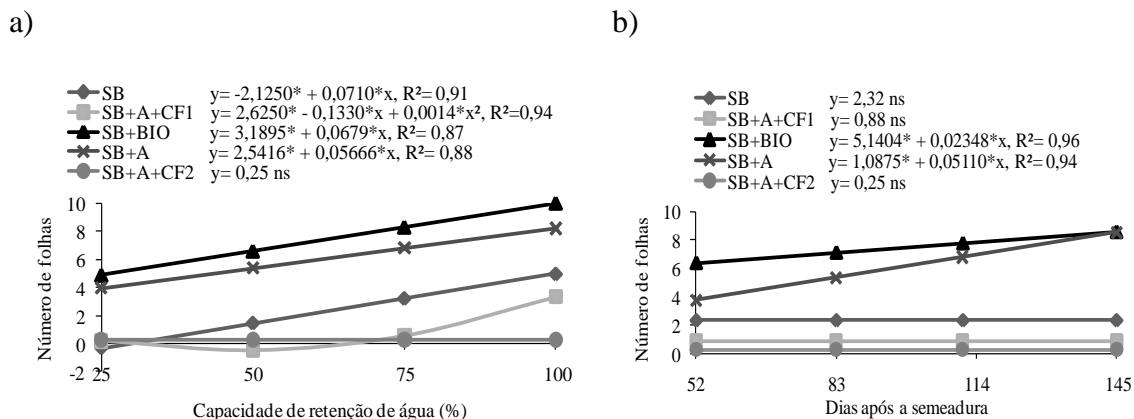 a)
SB y= -2,1250* + 0,0710*x, R²= 0,91
SB+A+CF1 y= 2,6250* - 0,1330*x + 0,0014*x², R²=0,94
SB+BIO y= 3,1895* + 0,0679*x, R²= 0,87
SB+A y= 2,5416* + 0,05666*x, R²= 0,88
SB+A+CF2 y= 0,25 ns
Número de folhas
10
8
6
4
2
0
-2
25
50
75
100
Capacidade de retenção de água (%)
b)
SB y= 2,32 ns
SB+A+CF1 y= 0,88 ns
SB+BIO y= 5,1404* + 0,02348*x, R²= 0,96
SB+A y= 1,0875* + 0,05110*x, R²= 0,94
SB+A+CF2 y= 0,25 ns
Número de folhas
10
8
6
4
2
0
52
83
114
145
Dias após a semeadura